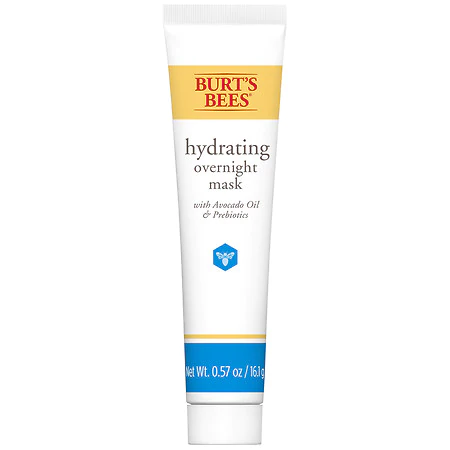 BURT'S
BEES®
hydrating
overnight
mask
with Avocado Oil
& Prebiotics
Net Wt. 0.57 oz / 16.1 g